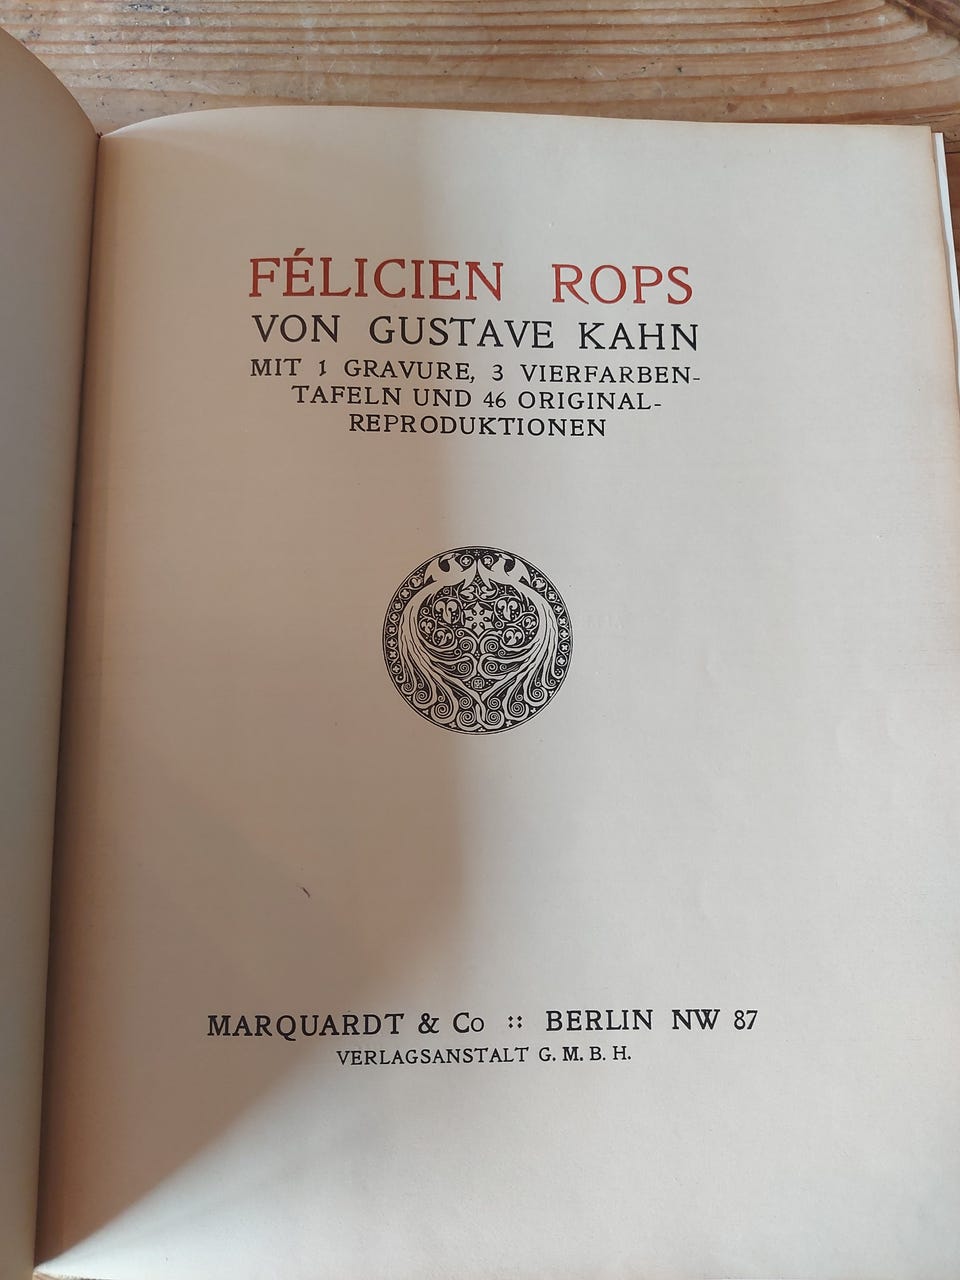 FÉLICIEN ROPS
VON GUSTAVE KAHN
MIT 1 GRAVURE, 3 VIERFARBEN-
TAFELN UND 46 ORIGINAL-
REPRODUKTIONEN
MARQUARDT & Co :: BERLIN NW 87
VERLAGSANSTALT G. M. B. H.